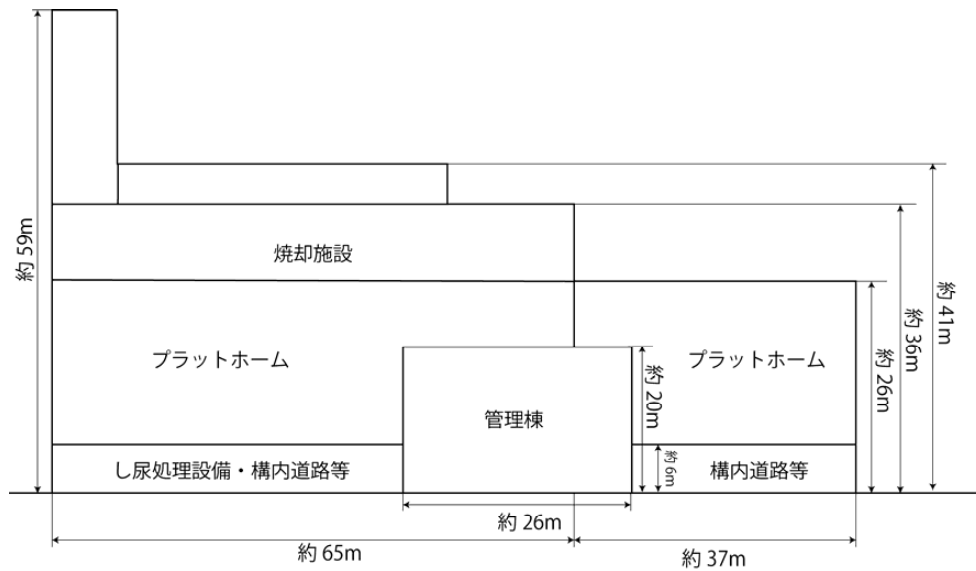 約 59m
焼却施設
約 41m
約 36m
プラットホーム
プラットホーム
約 26m
約 20m
管理棟
し尿処理設備・構内道路等
約 6m
構内道路等
約 26m
約 65m
約 37m